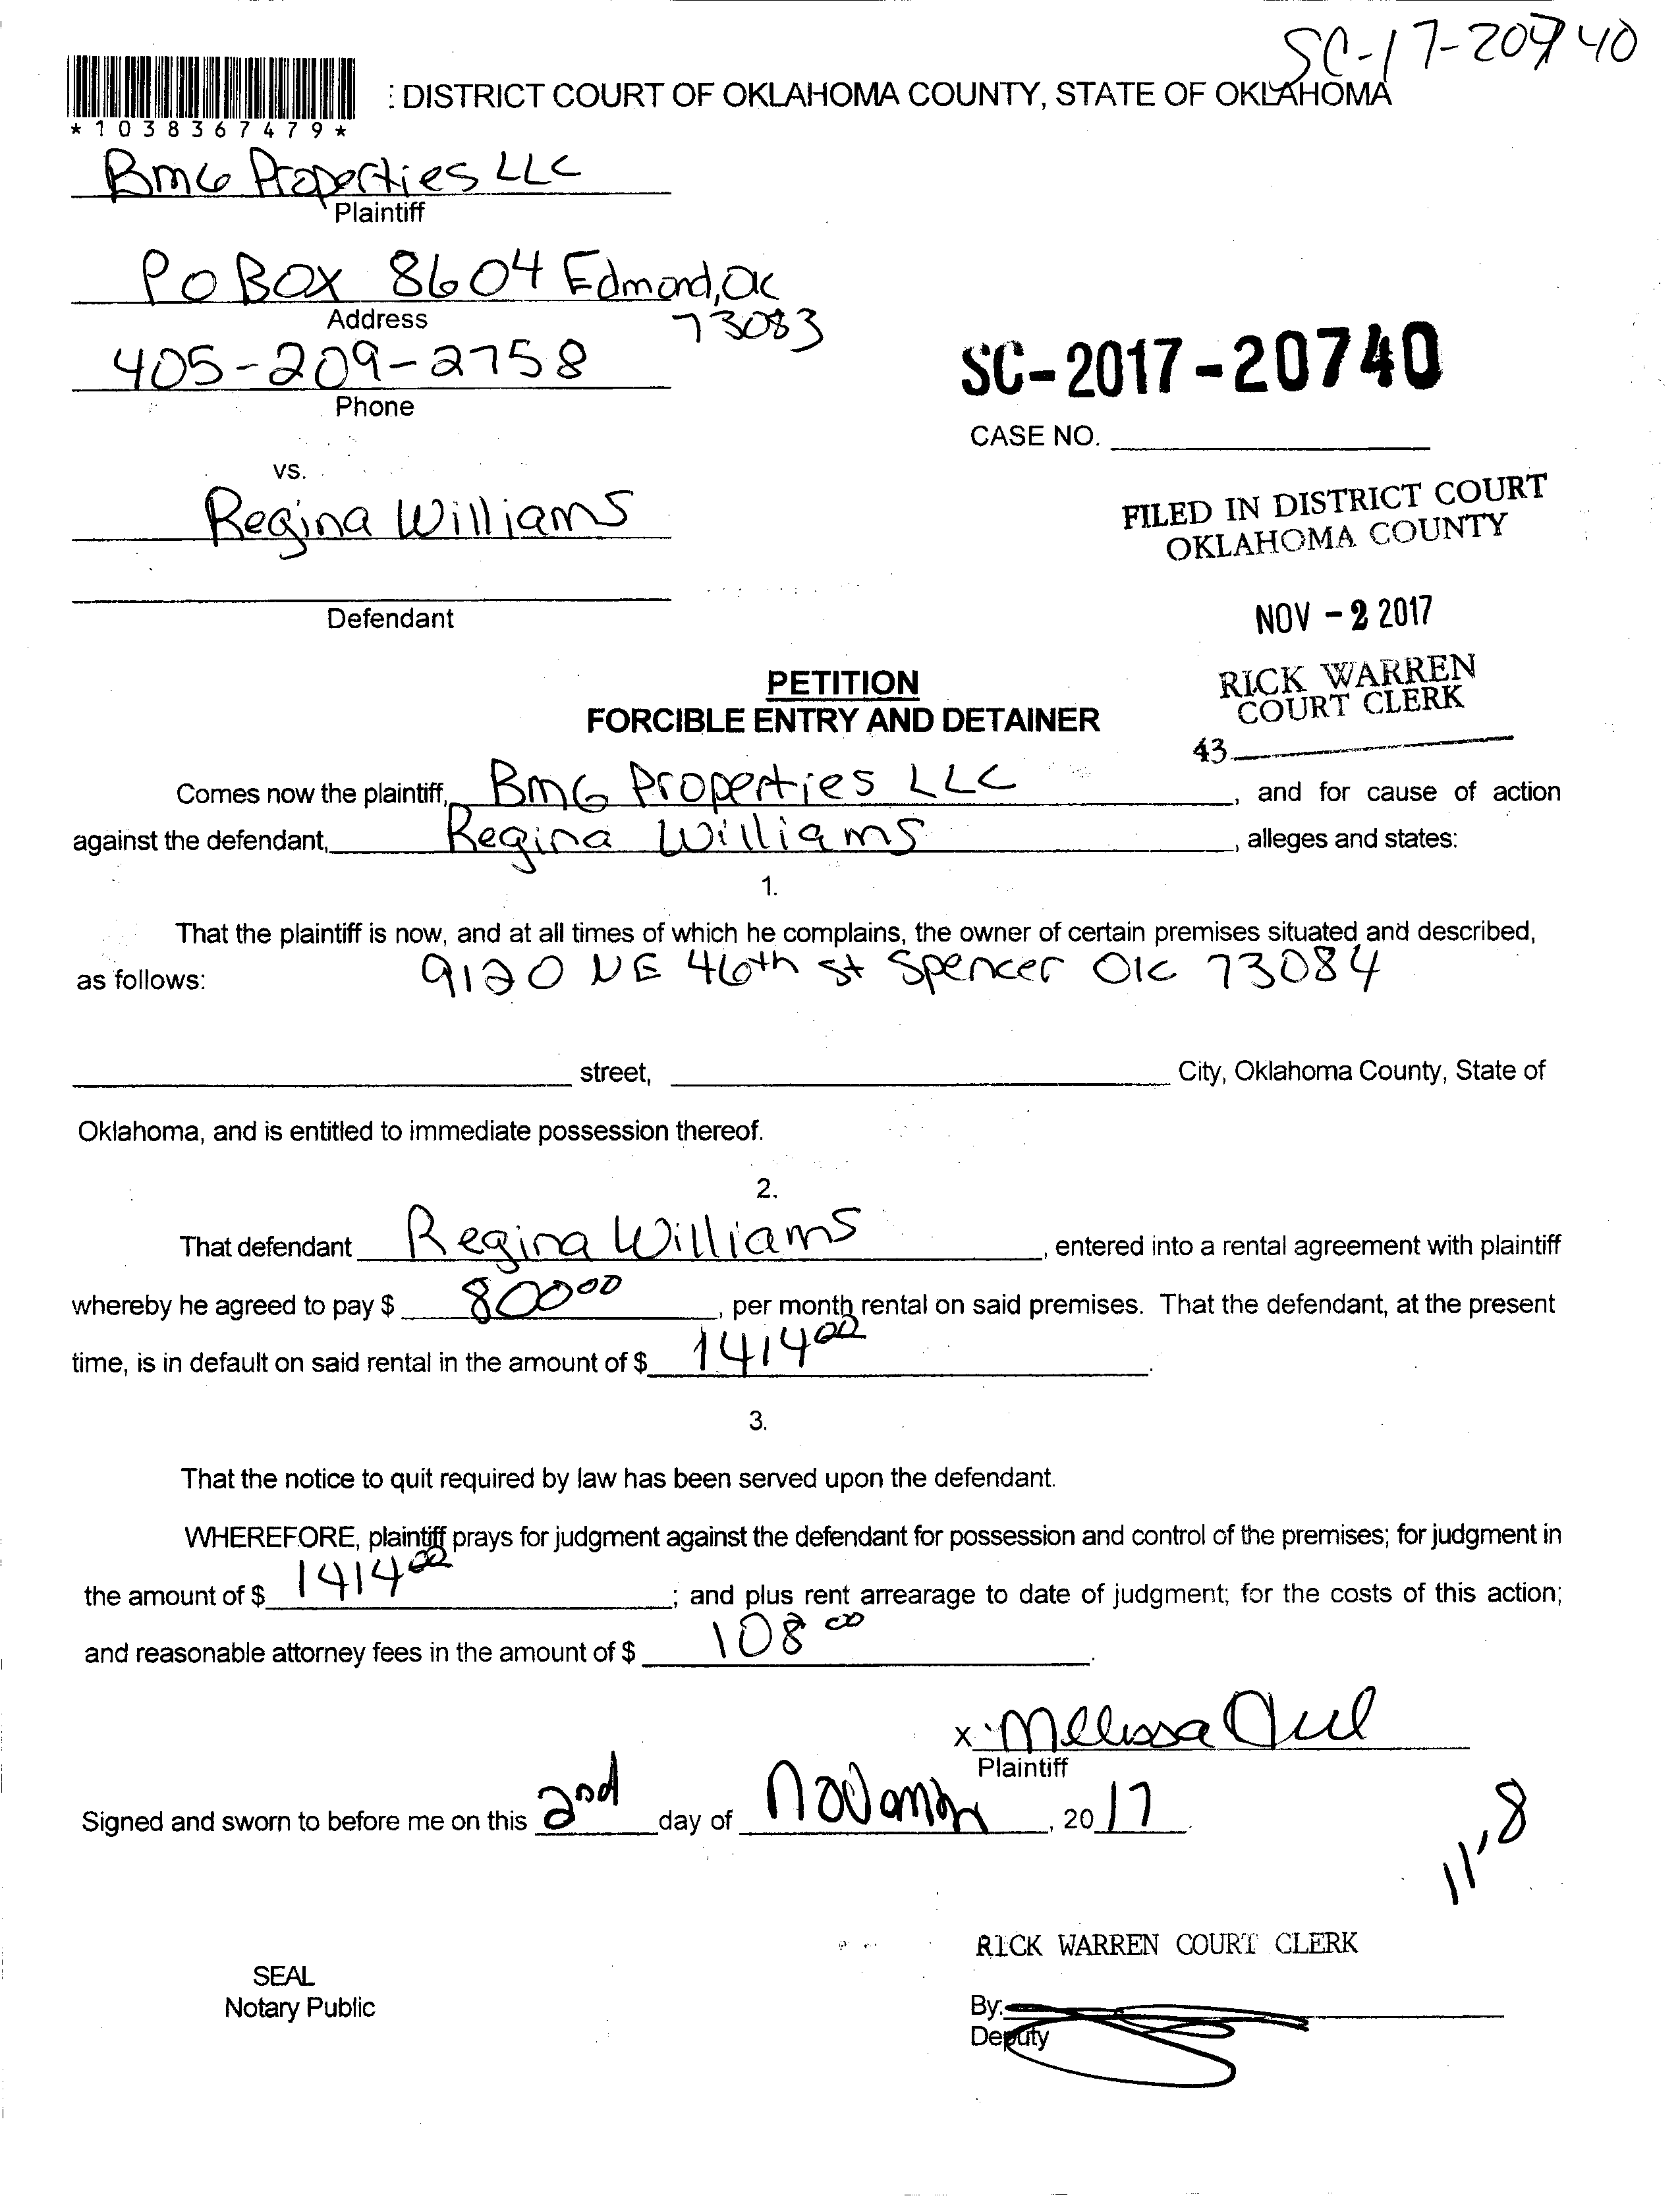 SC-17-20740
: DISTRICT COURT OF OKLAHOMA COUNTY, STATE OF OKLAHOMA
*1038367479*
BMG Properties LLC
Plaintiff
PO BOX 8604 Edmond, OK
73083
Address
405-209-2758
Phone
SC-2017-20740
CASE NO.
vs.
Regina Williams
Defendant
FILED IN DISTRICT COURT
OKLAHOMA COUNTY
NOV -2 2017
RICK WARREN
COURT CLERK
43
PETITION
FORCIBLE ENTRY AND DETAINER
Comes now the plaintiff, BMG Properties LLC, and for cause of action
against the defendant, Regina Williams, alleges and states:
1.
That the plaintiff is now, and at all times of which he complains, the owner of certain premises situated and described,
as follows: 9120 NE 46th st Spencer OK 73084
street, City, Oklahoma County, State of
Oklahoma, and is entitled to immediate possession thereof.
2.
That defendant Regina Williams, entered into a rental agreement with plaintiff
whereby he agreed to pay $ 800 00, per month rental on said premises. That the defendant, at the present
time, is in default on said rental in the amount of $ 1414 00.
3.
That the notice to quit required by law has been served upon the defendant.
WHEREFORE, plaintiff prays for judgment against the defendant for possession and control of the premises; for judgment in
the amount of $ 1414 00; and plus rent arrearage to date of judgment; for the costs of this action;
and reasonable attorney fees in the amount of $ 108 00.
x Melissa
Plaintiff
Signed and sworn to before me on this 2nd day of November, 2017.
11,8
RICK WARREN COURT CLERK
SEAL
Notary Public
By:
Deputy